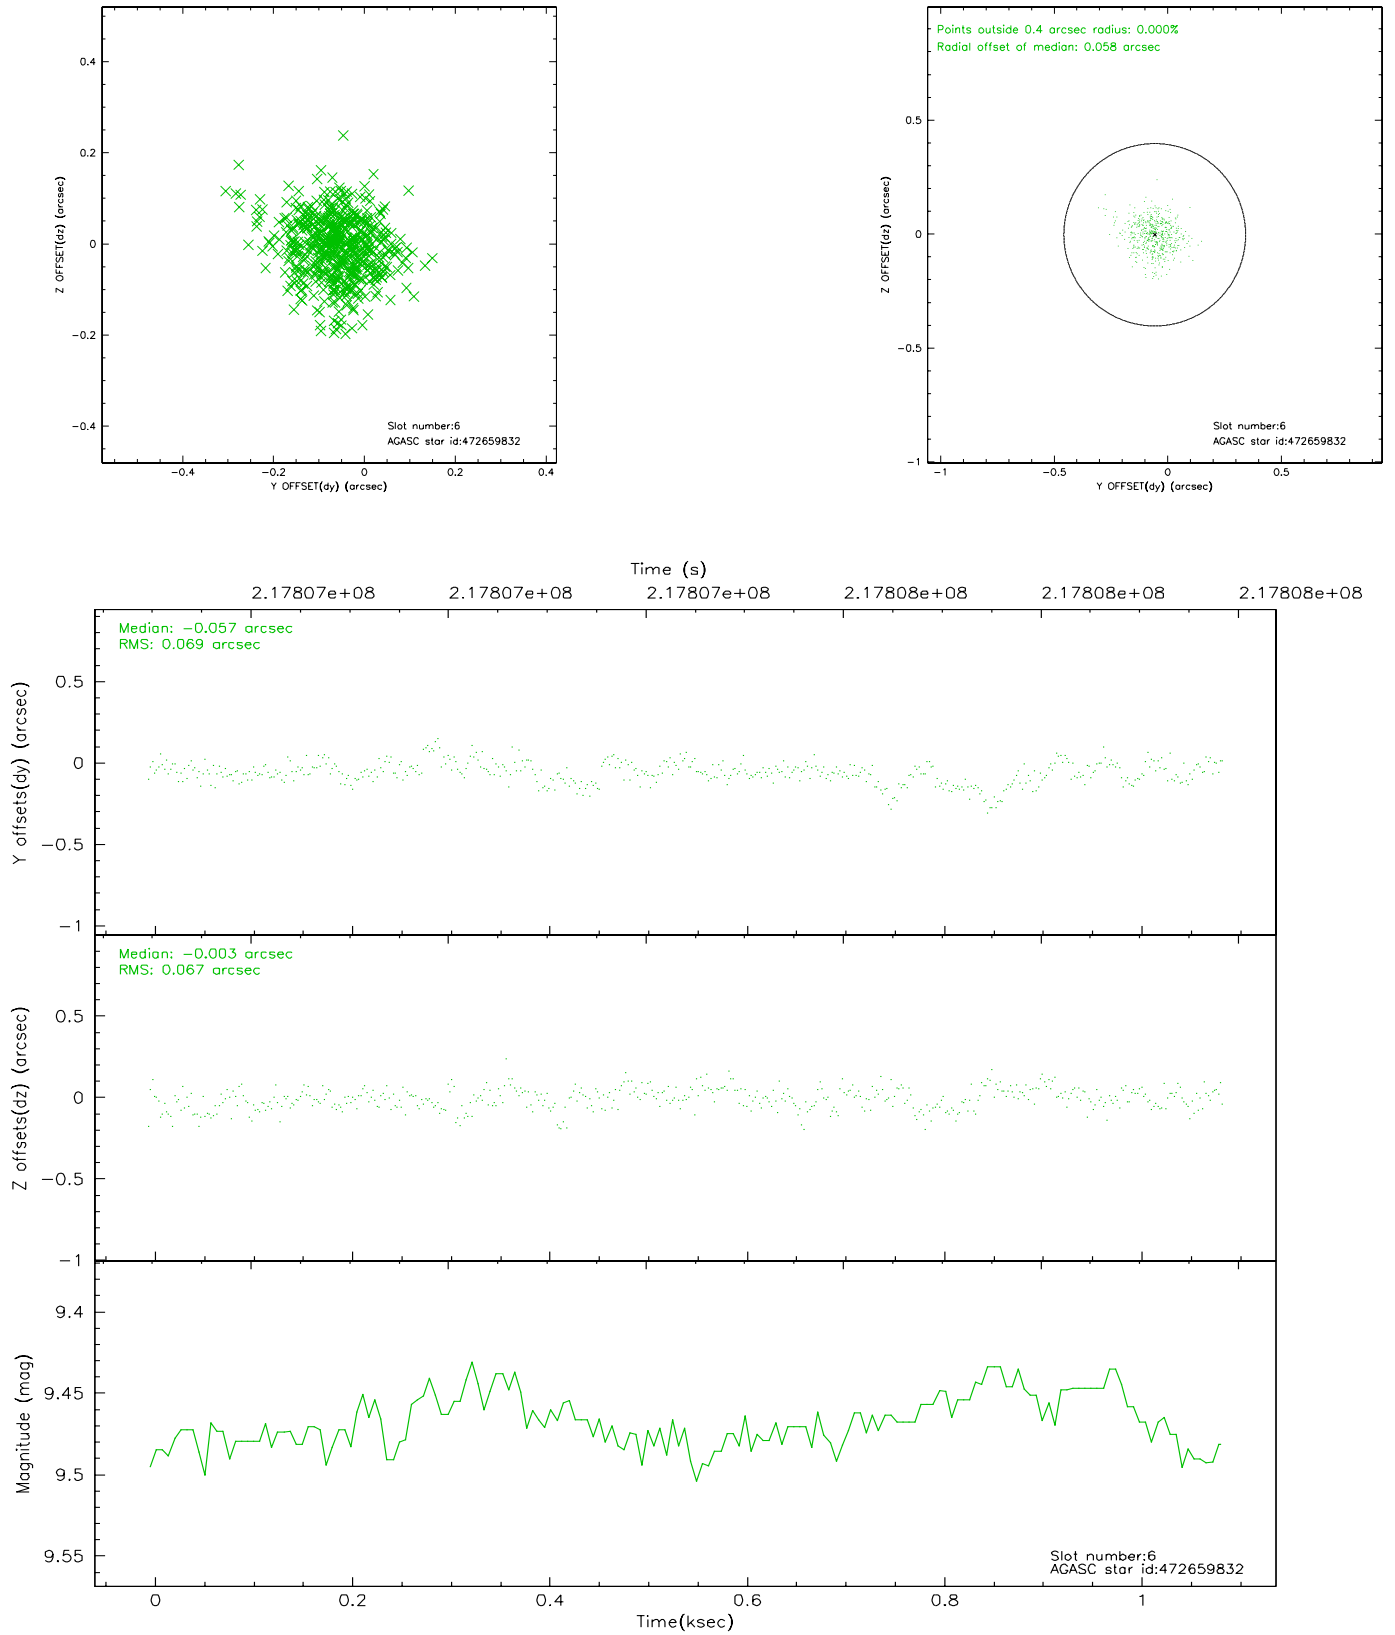 0.4
0.2
0
−0.2
−0.4
Z OFFSET(dz) (arcsec)
Slot number:6
AGASC star id:472659832
−0.4 −0.2 0 0.2 0.4
Y OFFSET(dy) (arcsec)
Points outside 0.4 arcsec radius: 0.000%
Radial offset of median: 0.058 arcsec
0.5
0
−0.5
−1
Z OFFSET(dz) (arcsec)
Slot number:6
AGASC star id:472659832
−1 −0.5 0 0.5
Y OFFSET(dy) (arcsec)
Time (s)
2.17807e+08 2.17807e+08 2.17807e+08 2.17808e+08 2.17808e+08 2.17808e+08
Median: −0.057 arcsec
RMS: 0.069 arcsec
0.5
0
−0.5
−1
Y offsets(dy) (arcsec)
Median: −0.003 arcsec
RMS: 0.067 arcsec
0.5
0
−0.5
−1
Z offsets(dz) (arcsec)
9.4
9.45
9.5
9.55
Magnitude (mag)
Slot number:6
AGASC star id:472659832
0 0.2 0.4 0.6 0.8 1
Time(ksec)